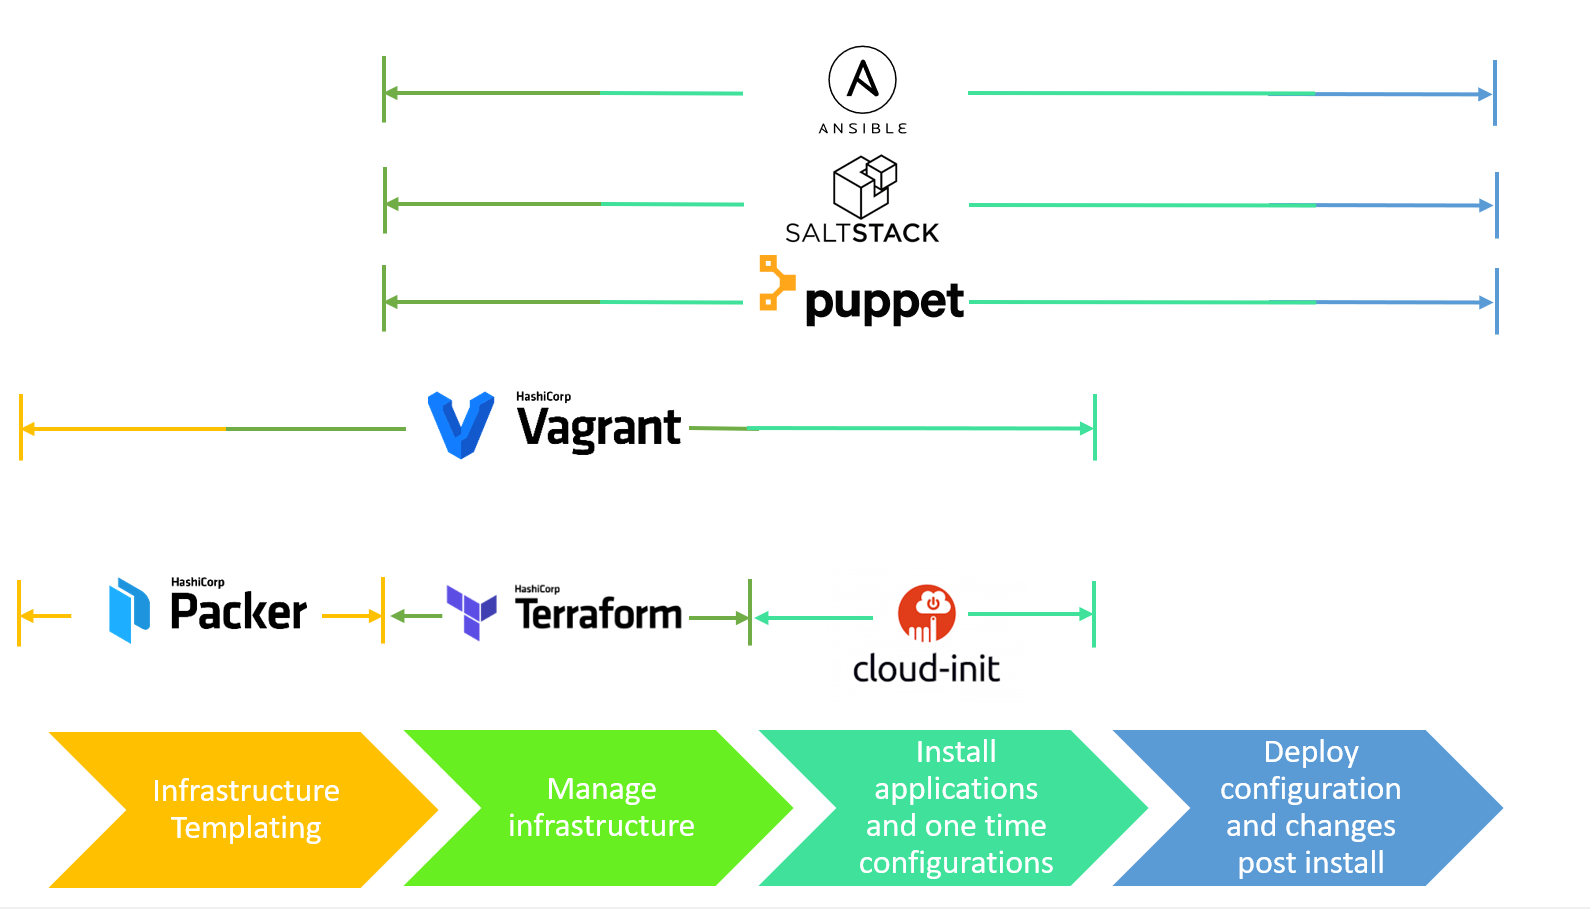 ANSIBLE
SALTSTACK
puppet
HashiCorp
Vagrant
HashiCorp
Packer
HashiCorp
Terraform
cloud-init
Infrastructure
Templating
Manage
infrastructure
Install
applications
and one time
configurations
Deploy
configuration
and changes
post install